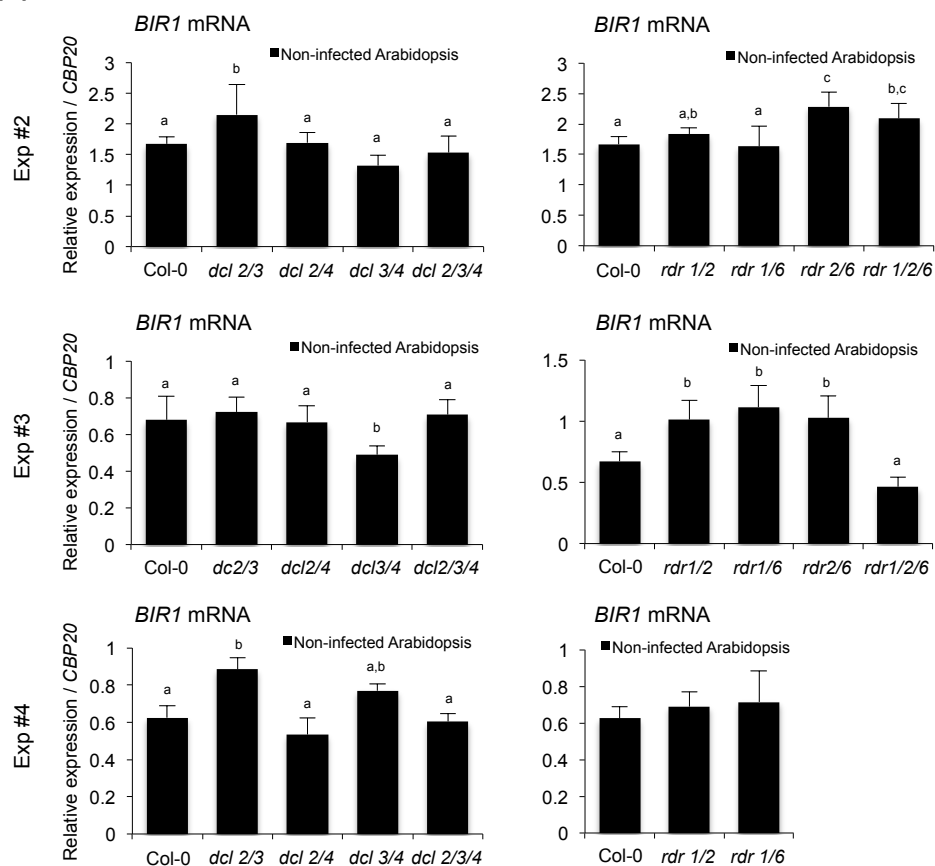 BIR1 mRNA
■Non-infected Arabidopsis
Exp #2
Relative expression / CBP20
3
2.5
2
1.5
1
0.5
0
a
b
a
a
a
Col-0 dcl 2/3 dcl 2/4 dcl 3/4 dcl 2/3/4
BIR1 mRNA
■Non-infected Arabidopsis
3
2.5
2
1.5
1
0.5
0
a
a,b
a
c
b,c
Col-0 rdr 1/2 rdr 1/6 rdr 2/6 rdr 1/2/6
BIR1 mRNA
■Non-infected Arabidopsis
Exp #3
Relative expression / CBP20
1
0.8
0.6
0.4
0.2
0
a
a
a
b
a
Col-0 dc2/3 dcl2/4 dcl3/4 dcl2/3/4
BIR1 mRNA
■Non-infected Arabidopsis
1.5
1
0.5
0
a
b
b
b
a
Col-0 rdr1/2 rdr1/6 rdr2/6 rdr1/2/6
BIR1 mRNA
■Non-infected Arabidopsis
Exp #4
Relative expression / CBP20
1
0.8
0.6
0.4
0.2
0
a
b
a
a,b
a
Col-0 dcl 2/3 dcl 2/4 dcl 3/4 dcl 2/3/4
BIR1 mRNA
■Non-infected Arabidopsis
1
0.8
0.6
0.4
0.2
0
Col-0 rdr 1/2 rdr 1/6